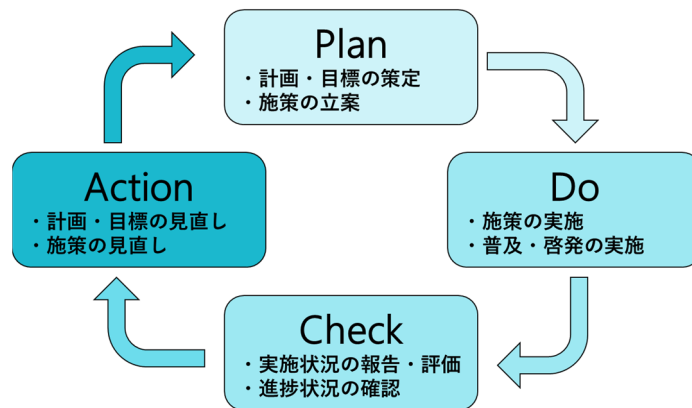 Plan
・計画・目標の策定
・施策の立案
Do
・施策の実施
・普及・啓発の実施
Check
・実施状況の報告・評価
・進捗状況の確認
Action
・計画・目標の見直し
・施策の見直し